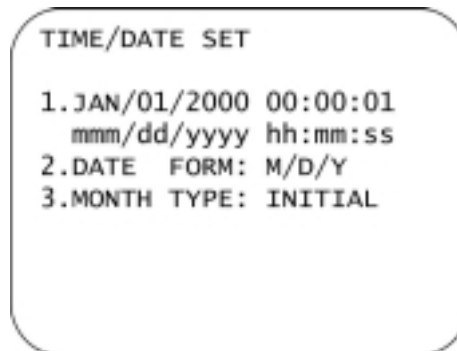 TIME/DATE SET
1.JAN/01/2000 00:00:01
mmm/dd/yyyy hh:mm:ss
2.DATE FORM: M/D/Y
3.MONTH TYPE: INITIAL